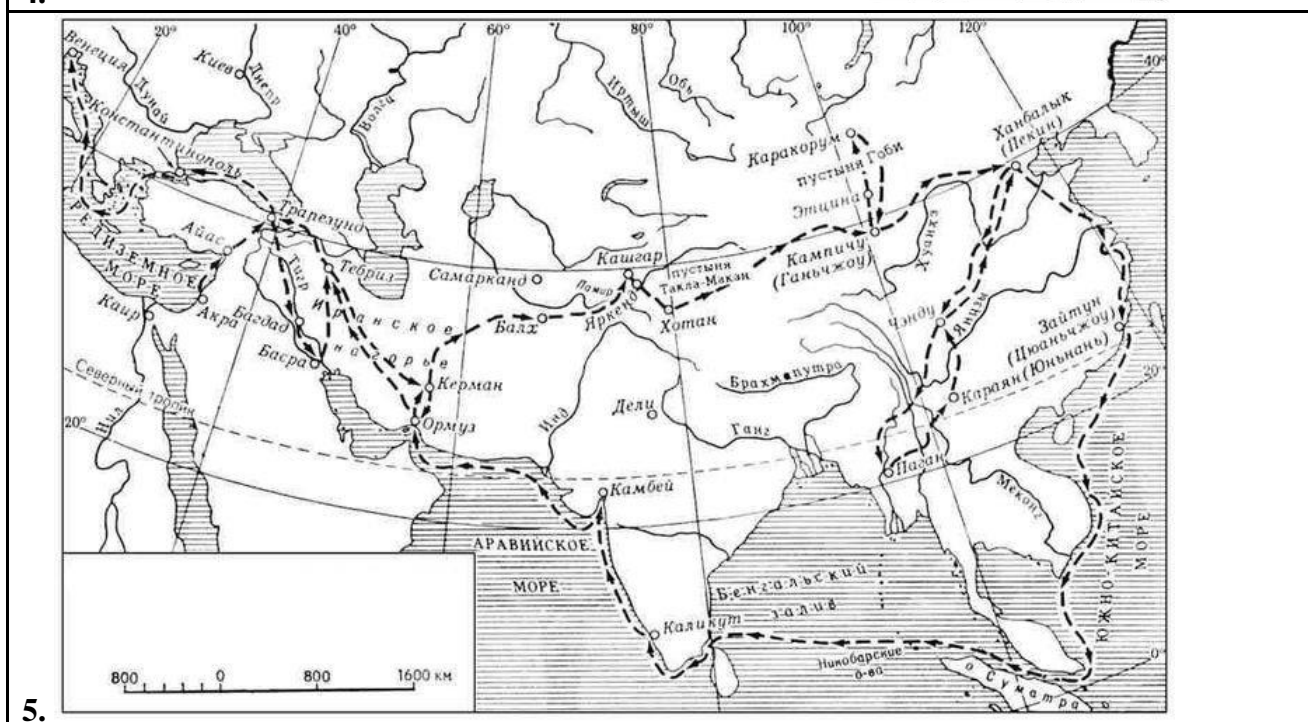 20°
40°
60°
80°
100°
120°
40°
Венеция
Киев
Днепр
Дунай
Волга
Иртыш
Обь
Ханбалык
(Пекин)
Каракорум
пустыня Гоби
Константинополь
Этцина
Трапезунд
Кампичу
(Ганьчжоу)
Хуанхэ
Айас
Тигр
Тебриз
Самарканд
Кашгар
Памир
пустыня
Такла-Макан
РЕДИЗЕМНОЕ
МОРЕ
Каир
Акра
Багдад
Иранское
Балх
Яркенд
Хотан
Чэнду
Янцзы
Зайтун
(Цюаньчжоу)
Басра
нагорье
Северный тропик
Керман
Брахмапутра
Караян (Юньнань)
20°
Нил
20°
Ормуз
Инд
Дели
Ганг
Паган
Камбей
Меконг
АРАВИЙСКОЕ
МОРЕ
Бенгальский
залив
ЮЖНО-КИТАЙСКОЕ
МОРЕ
Каликут
Никобарские
о-ва
0°
о. Суматра
800 0 800 1600 км
5.